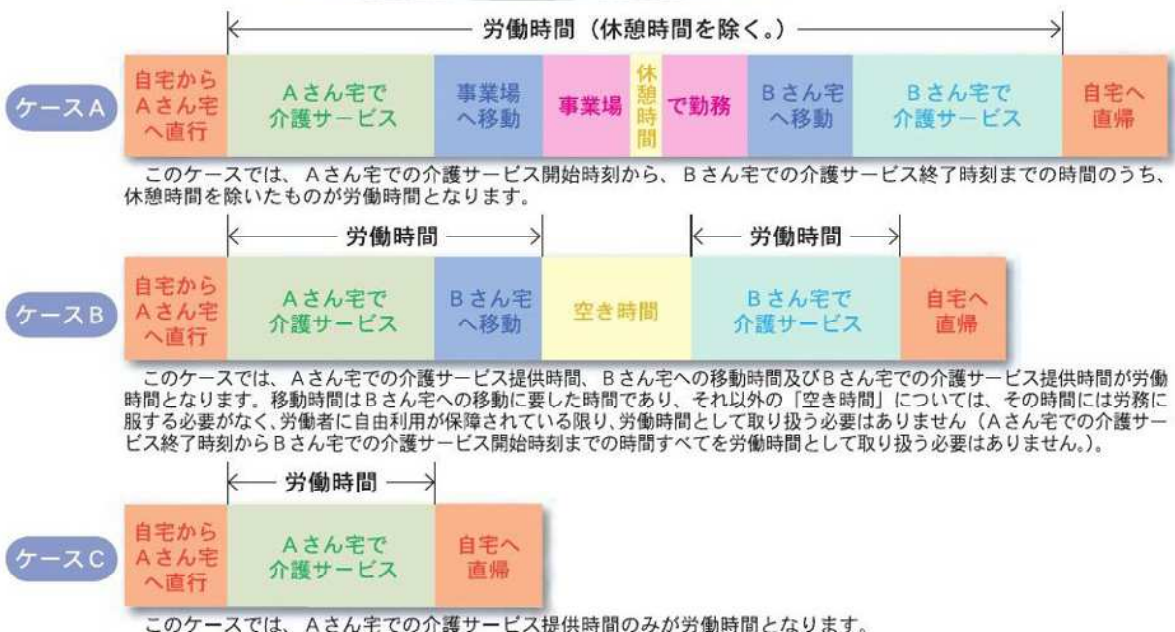 労働時間（休憩時間を除く。）
ケースA
自宅から
Aさん宅
へ直行
Aさん宅で
介護サービス
事業場
へ移動
事業場
休憩時間
で勤務
Bさん宅
へ移動
Bさん宅で
介護サービス
自宅へ
直帰
このケースでは、Aさん宅での介護サービス開始時刻から、Bさん宅での介護サービス終了時刻までの時間のうち、
休憩時間を除いたものが労働時間となります。
労働時間
労働時間
ケースB
自宅から
Aさん宅
へ直行
Aさん宅で
介護サービス
Bさん宅
へ移動
空き時間
Bさん宅で
介護サービス
自宅へ
直帰
このケースでは、Aさん宅での介護サービス提供時間、Bさん宅への移動時間及びBさん宅での介護サービス提供時間が労働
時間となります。移動時間はBさん宅への移動に要した時間であり、それ以外の「空き時間」については、その時間には労務に
服する必要がなく、労働者に自由利用が保障されている限り、労働時間として取り扱う必要はありません（Aさん宅での介護サー
ビス終了時刻からBさん宅での介護サービス開始時刻までの時間すべてを労働時間として取り扱う必要はありません。）。
労働時間
ケースC
自宅から
Aさん宅
へ直行
Aさん宅で
介護サービス
自宅へ
直帰
このケースでは、Aさん宅での介護サービス提供時間のみが労働時間となります。